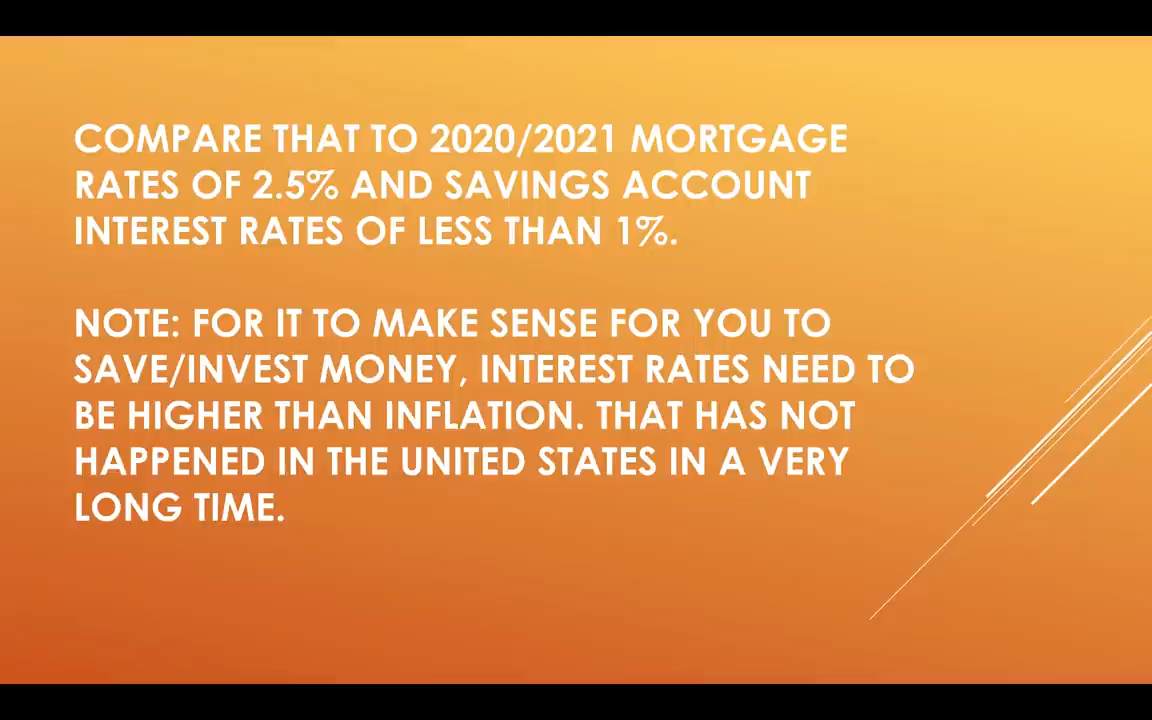 COMPARE THAT TO 2020/2021 MORTGAGE
RATES OF 2.5% AND SAVINGS ACCOUNT
INTEREST RATES OF LESS THAN 1%.
NOTE: FOR IT TO MAKE SENSE FOR YOU TO
SAVE/INVEST MONEY, INTEREST RATES NEED TO
BE HIGHER THAN INFLATION. THAT HAS NOT
HAPPENED IN THE UNITED STATES IN A VERY
LONG TIME.